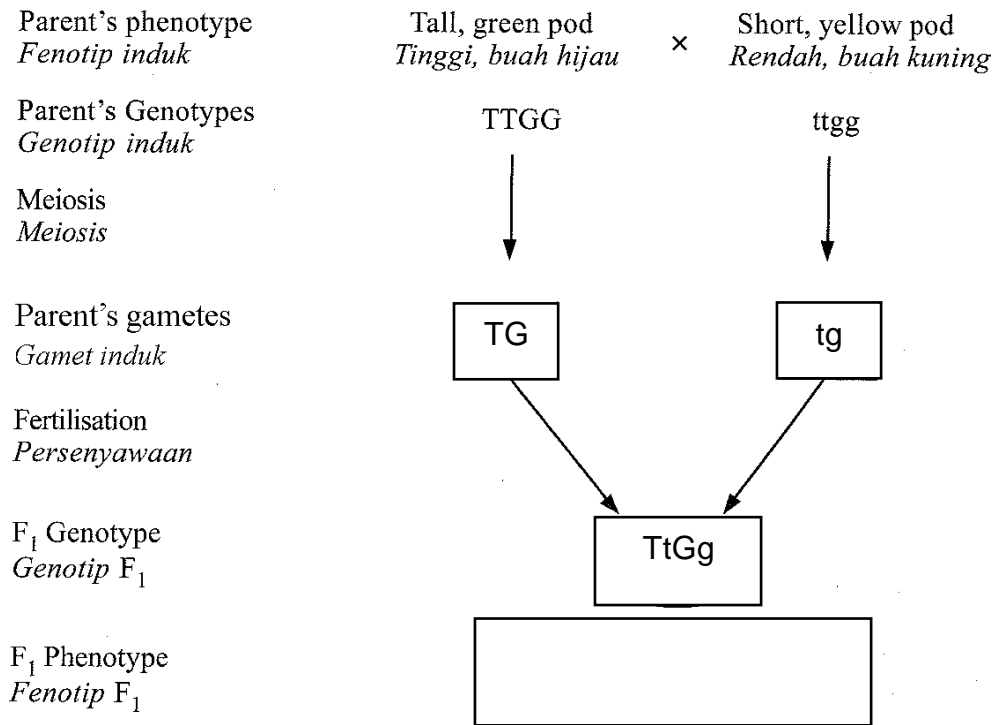 Parent's phenotype
Fenotip induk
Tall, green pod
Tinggi, buah hijau
×
Short, yellow pod
Rendah, buah kuning
Parent's Genotypes
Genotip induk
TTGG
ttgg
Meiosis
Meiosis
Parent's gametes
Gamet induk
TG
tg
Fertilisation
Persenyawaan
F₁ Genotype
Genotip F₁
TtGg
F₁ Phenotype
Fenotip F₁